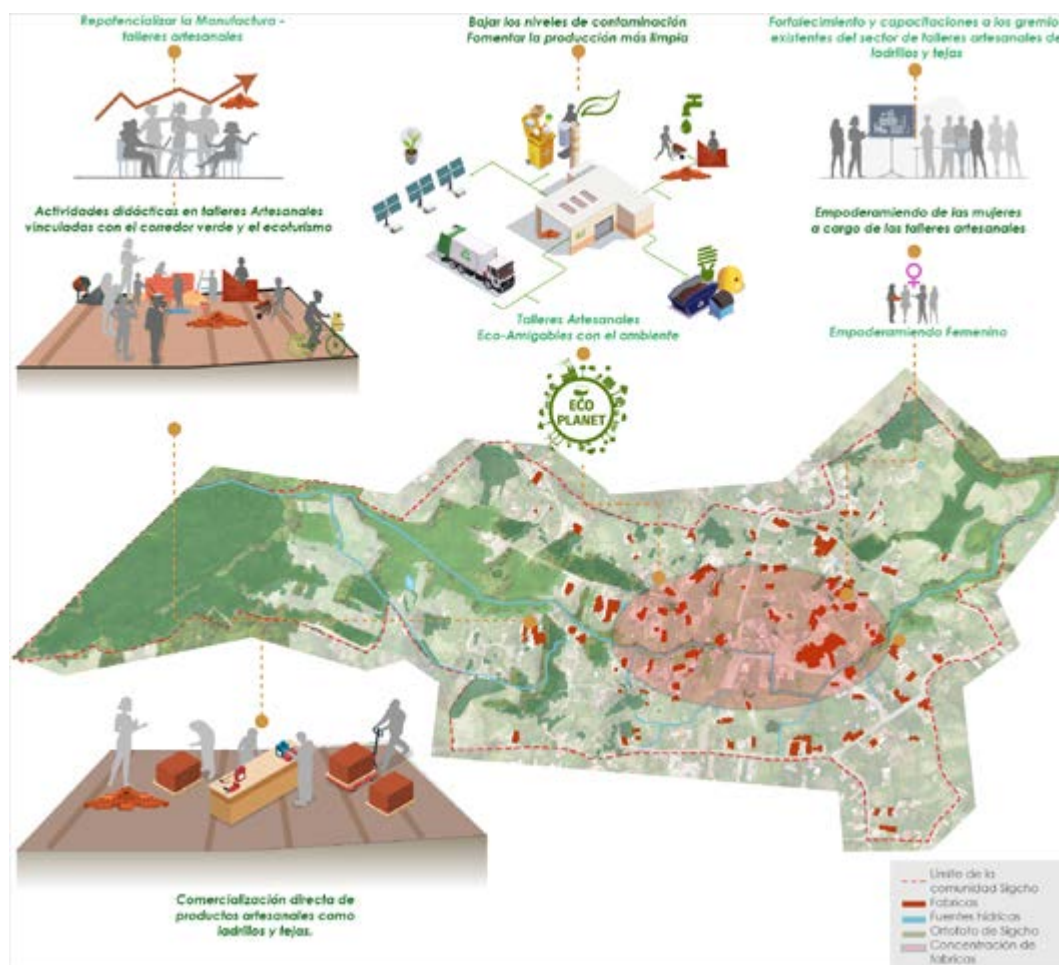 Repotencializar la Manufactura -
talleres artesanales
Bajar los niveles de contaminación
Fomentar la producción más limpia
Fortalecimiento y capacitaciones a los gremios
existentes del sector de talleres artesanales de
ladrillos y tejas
Actividades didácticas en talleres Artesanales
vinculadas con el corredor verde y el ecoturismo
Empoderamiendo de las mujeres
a cargo de los talleres artesanales
Talleres Artesanales
Eco-Amigables con el ambiente
Empoderamiendo Femenino
ECO
PLANET
Comercialización directa de
productos artesanales como
ladrillos y tejas.
Límite de la
comunidad Sigcho
Fabricas
Fuentes hídricas
Ortofoto de Sigcho
Concentración de
fabricas